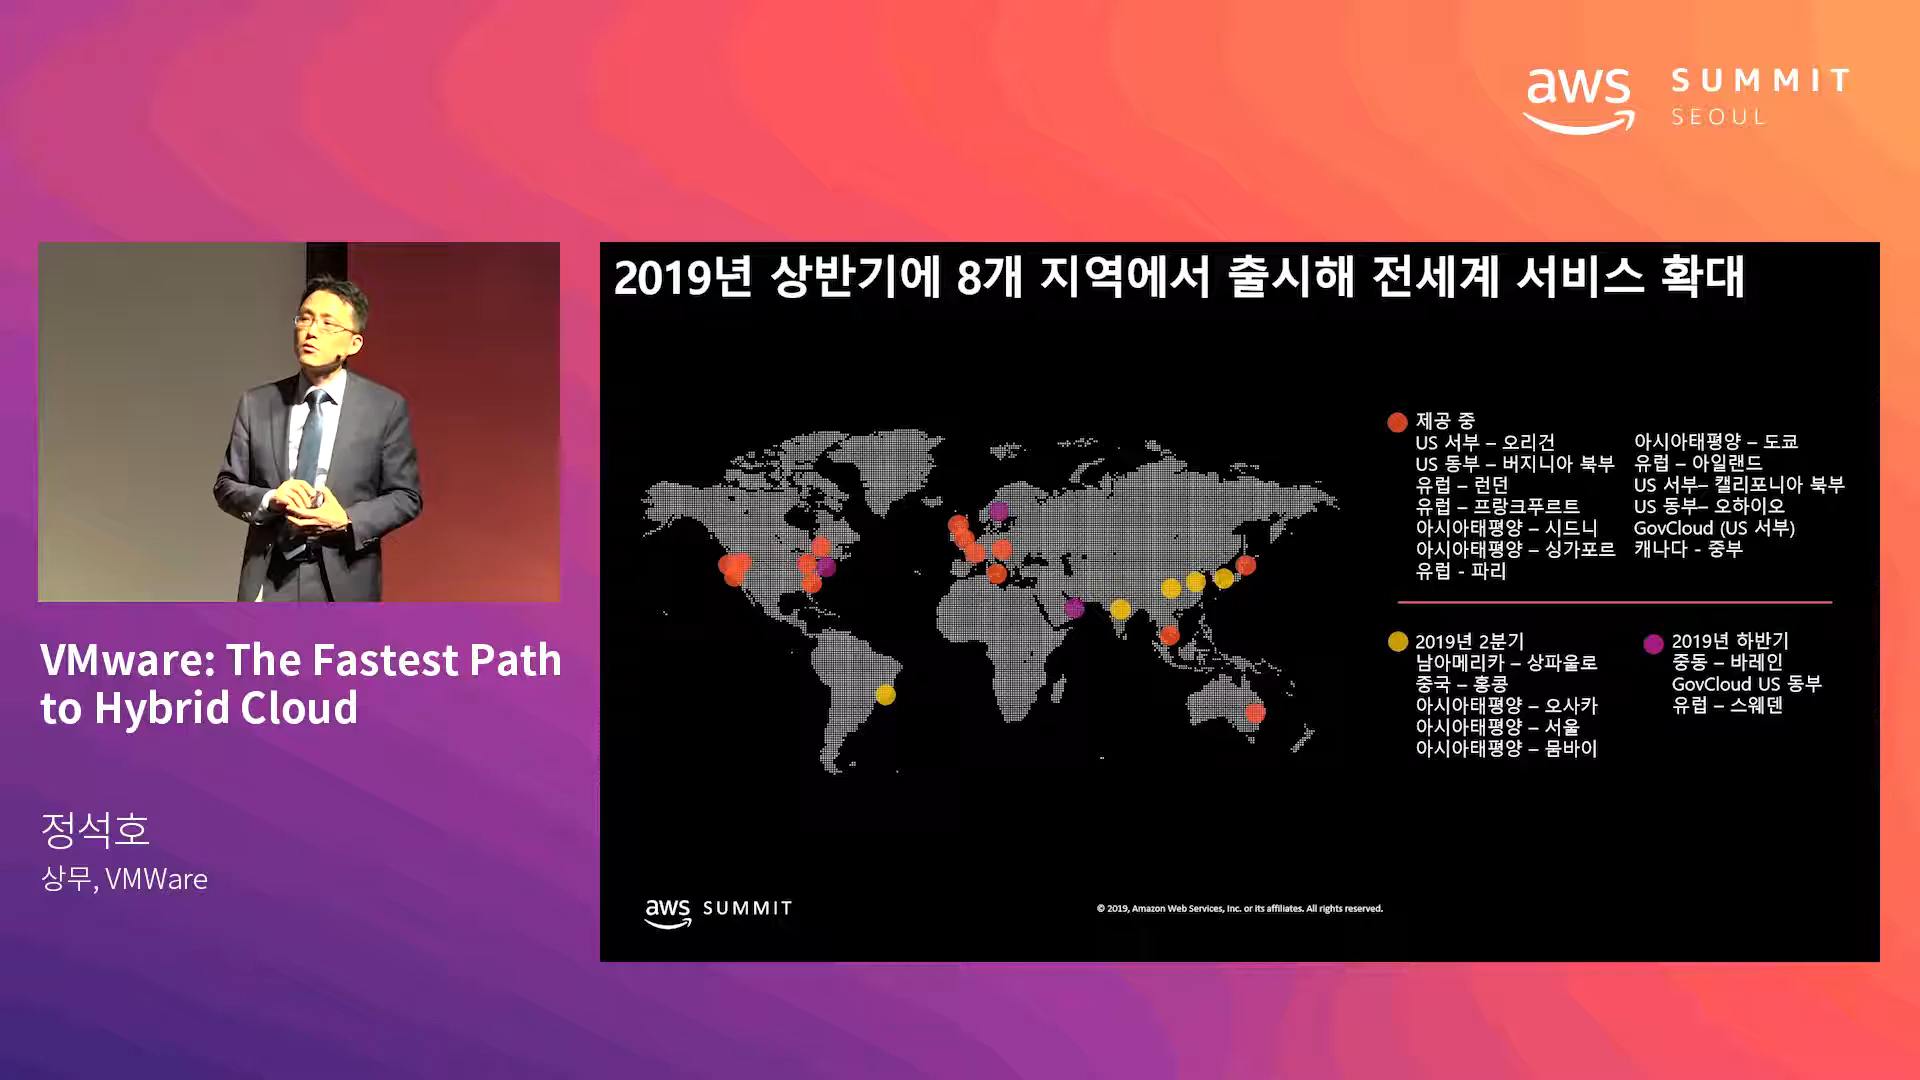 aws SUMMIT
SEOUL
2019년 상반기에 8개 지역에서 출시해 전세계 서비스 확대
제공 중
US 서부 – 오리건
US 동부 – 버지니아 북부
유럽 – 런던
유럽 – 프랑크푸르트
아시아태평양 – 시드니
아시아태평양 – 싱가포르
유럽 - 파리
아시아태평양 – 도쿄
유럽 – 아일랜드
US 서부– 캘리포니아 북부
US 동부– 오하이오
GovCloud (US 서부)
캐나다 - 중부
2019년 2분기
남아메리카 – 상파울로
중국 – 홍콩
아시아태평양 – 오사카
아시아태평양 – 서울
아시아태평양 – 뭄바이
2019년 하반기
중동 – 바레인
GovCloud US 동부
유럽 – 스웨덴
VMware: The Fastest Path
to Hybrid Cloud
정석호
상무, VMWare
aws SUMMIT
© 2019, Amazon Web Services, Inc. or its affiliates. All rights reserved.